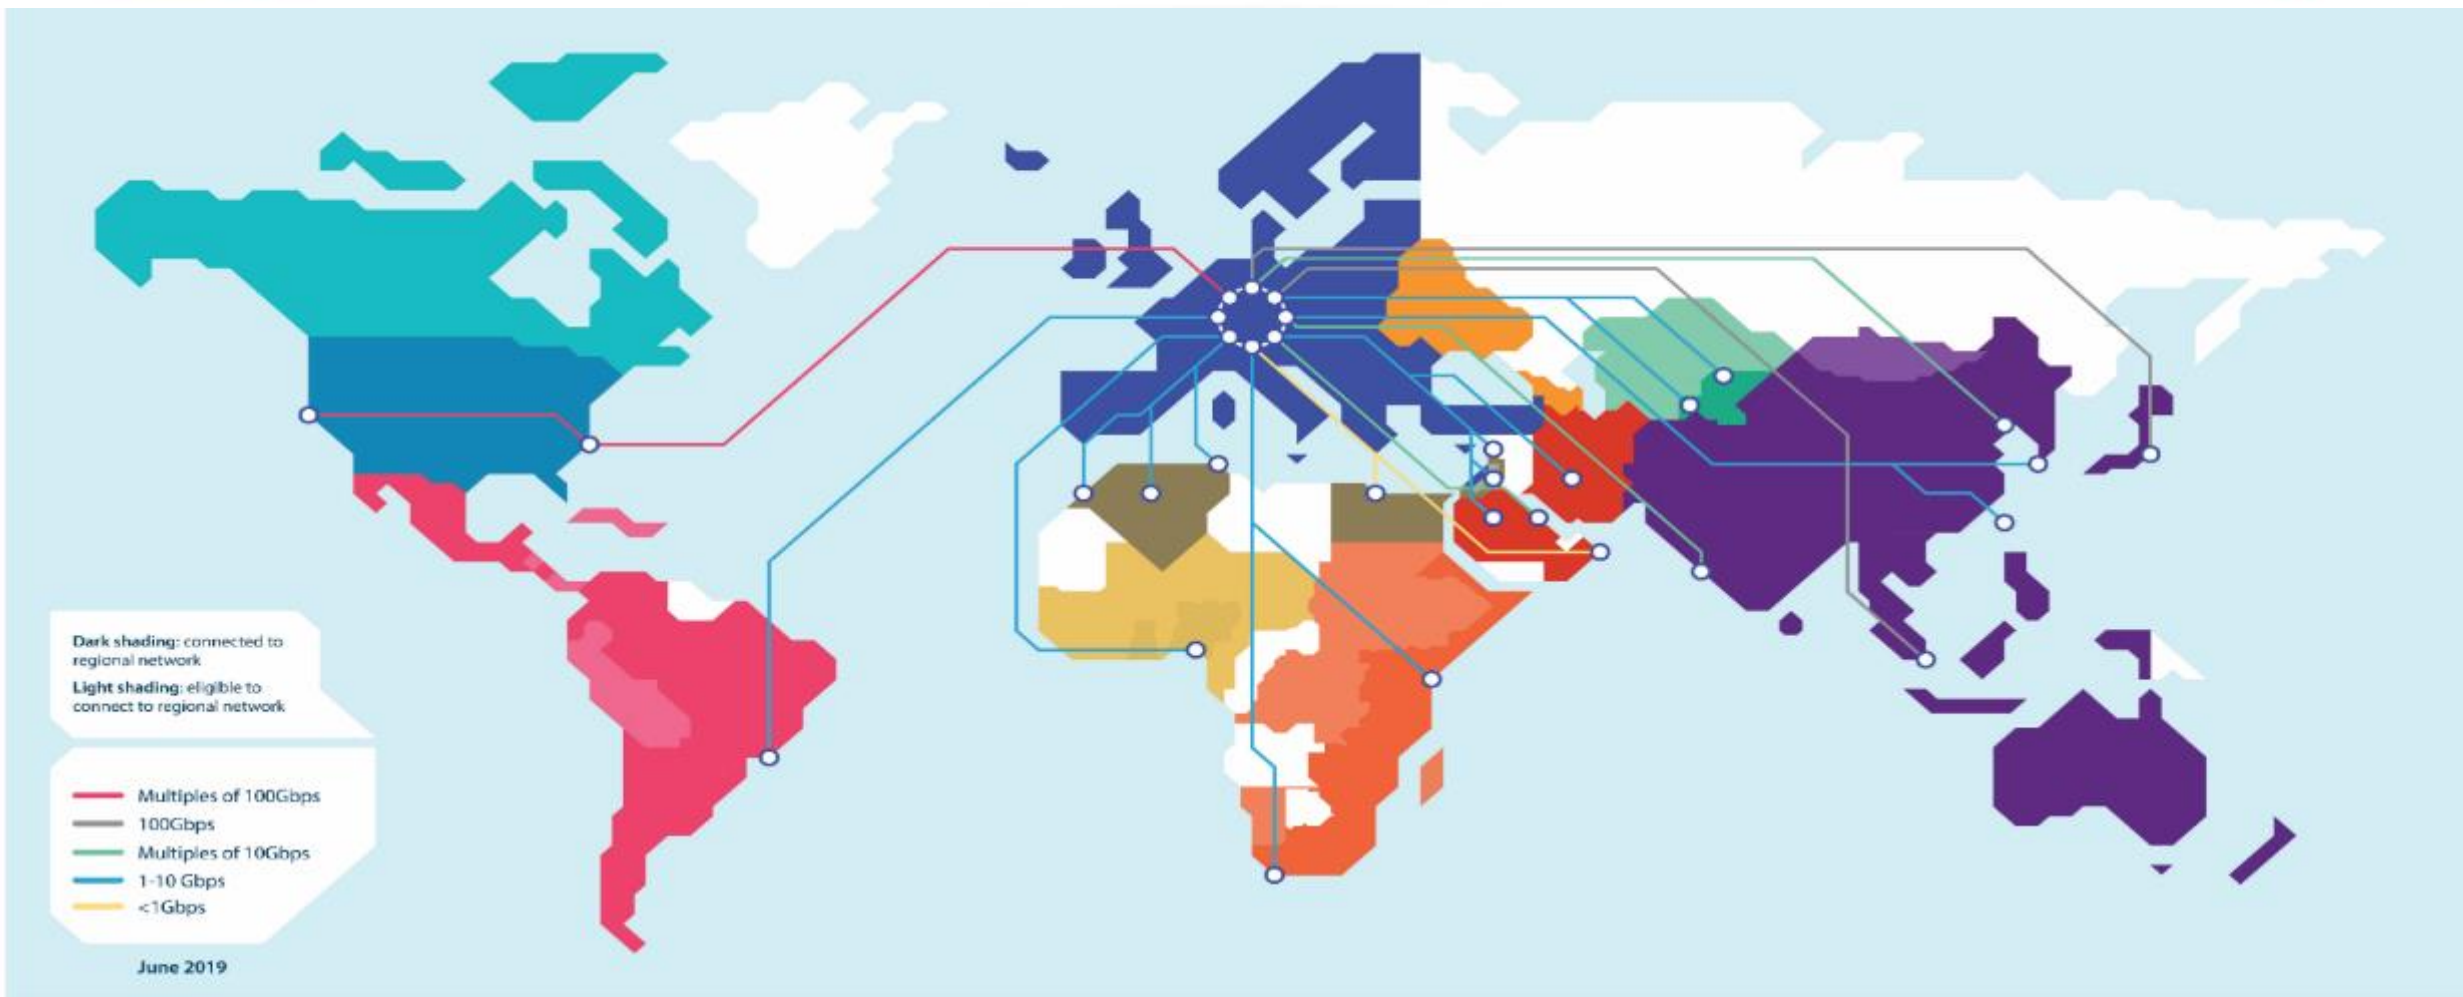 Dark shading: connected to
regional network
Light shading: eligible to
connect to regional network
Multiples of 100Gbps
100Gbps
Multiples of 10Gbps
1-10 Gbps
<1Gbps
June 2019